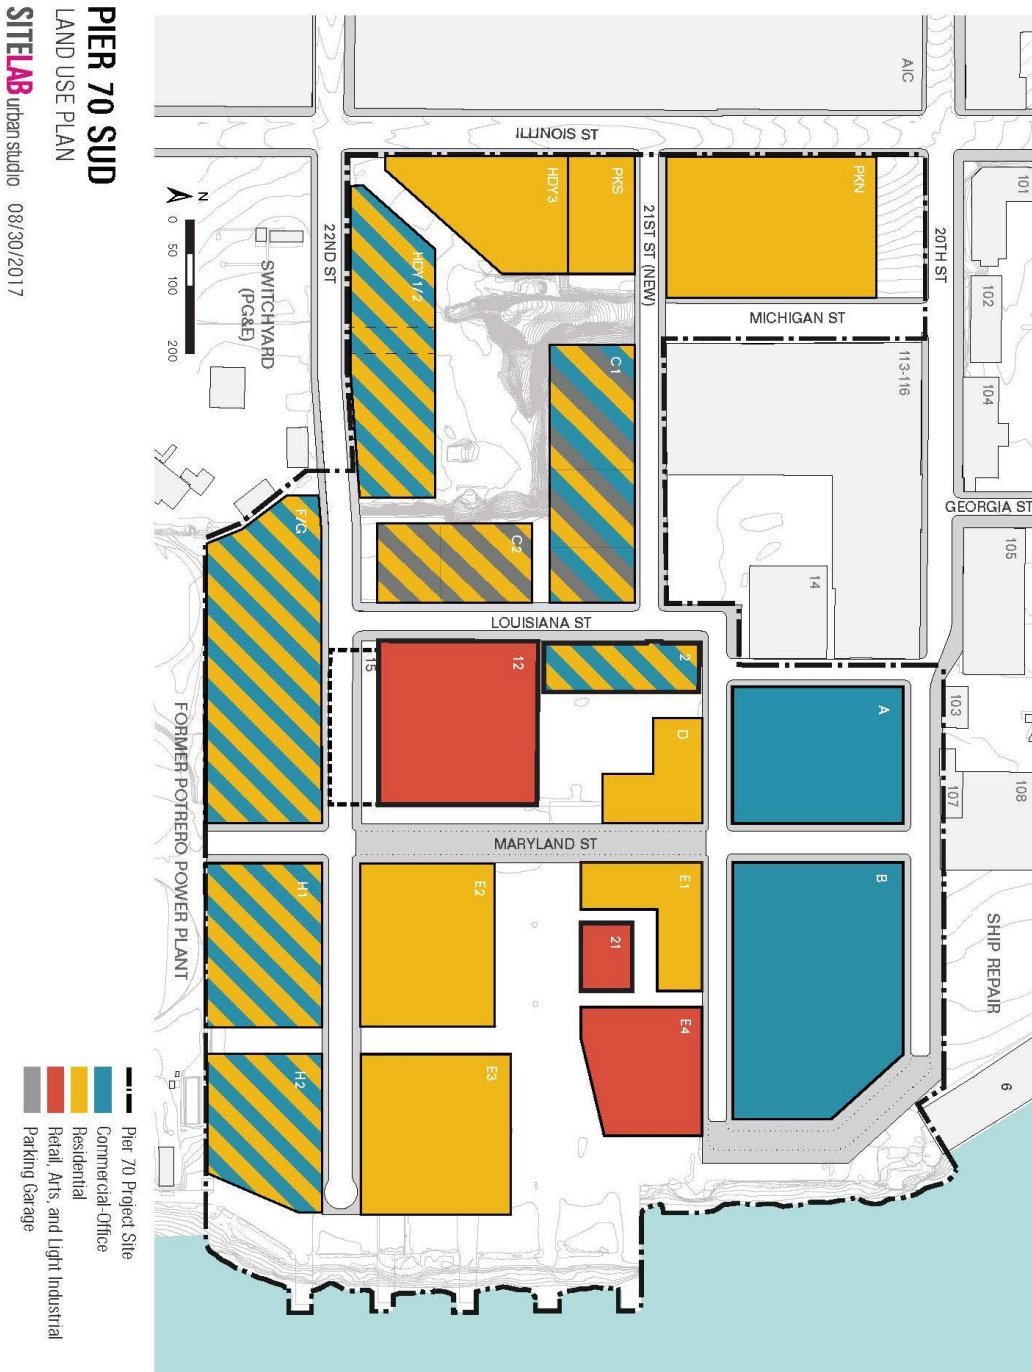 PIER 70 SUD
LAND USE PLAN
SITELAB urban studio 08/30/2017
N
0
50
100
200
AIC
ILLINOIS ST
101
20TH ST
PKN
21ST ST (NEW)
PKS
HDY3
22ND ST
HDY1/2
SWITCHYARD
(PG&E)
MICHIGAN ST
102
104
113-116
C1
GEORGIA ST
105
14
C2
F/G
LOUISIANA ST
15
12
2
D
A
103
107
108
FORMER POTRERO POWER PLANT
MARYLAND ST
H1
E2
E1
21
B
SHIP REPAIR
E4
E3
H2
6
Pier 70 Project Site
Commercial-Office
Residential
Retail, Arts, and Light Industrial
Parking Garage